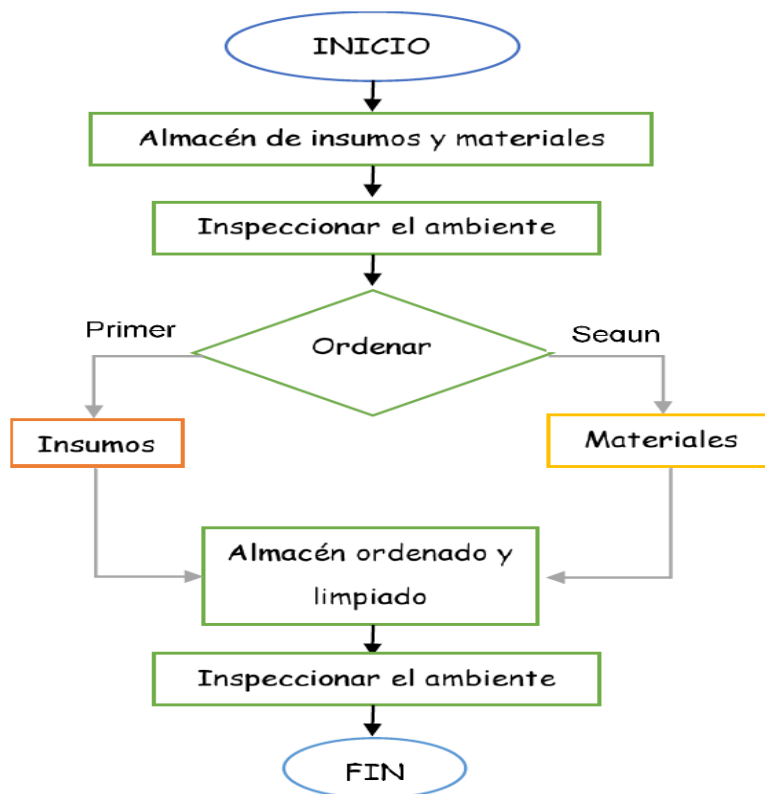 INICIO
Almacén de insumos y materiales
Inspeccionar el ambiente
Ordenar
Primer
Seaun
Insumos
Materiales
Almacén ordenado y
limpiado
Inspeccionar el ambiente
FIN